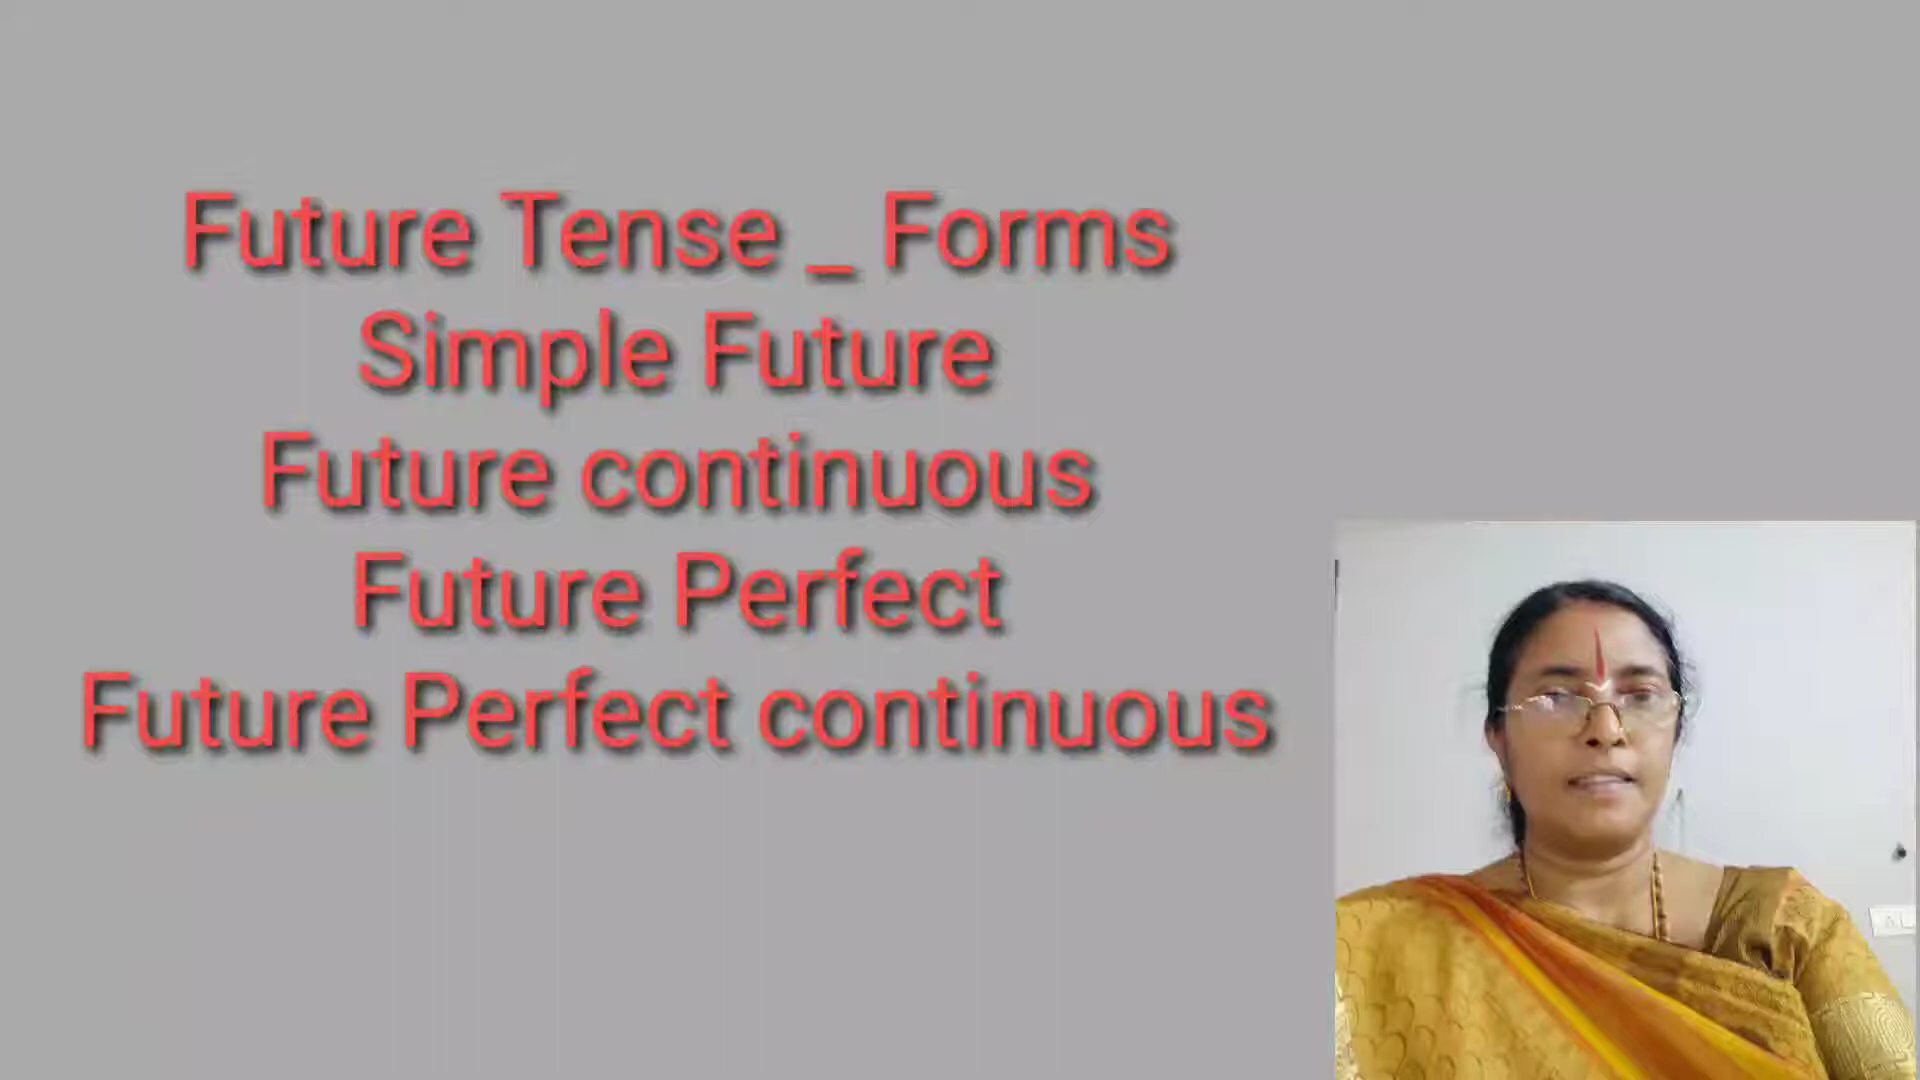 Future Tense _ Forms
Simple Future
Future continuous
Future Perfect
Future Perfect continuous